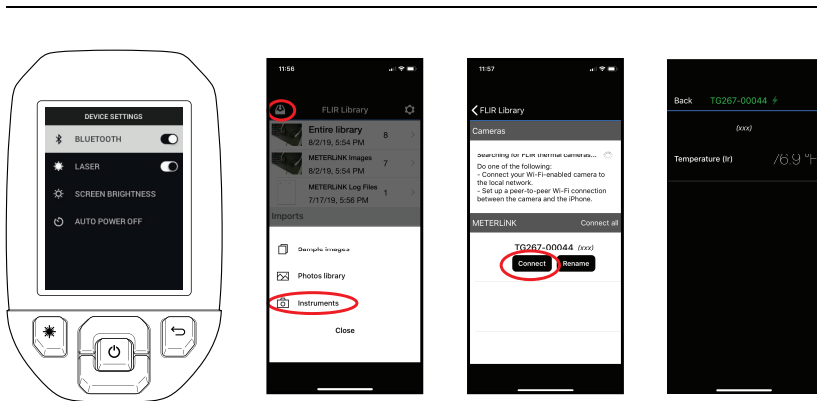 DEVICE SETTINGS
BLUETOOTH
LASER
SCREEN BRIGHTNESS
AUTO POWER OFF
11:56
FLIR Library
Entire library
8/2/19, 5:54 PM
8
METERLiNK Images
8/2/19, 5:54 PM
7
METERLiNK Log Files
7/17/19, 5:56 PM
1
Imports
Sample images
Photos library
Instruments
Close
11:57
FLIR Library
Cameras
Searching for FLIR thermal cameras...
Do one of the following:
- Connect your Wi-Fi-enabled camera to
the local network.
- Set up a peer-to-peer Wi-Fi connection
between the camera and the iPhone.
METERLiNK Connect all
TG267-00044 (xxx)
Connect Rename
Back TG267-00044
(xxx)
Temperature (Ir) 76.9 °F